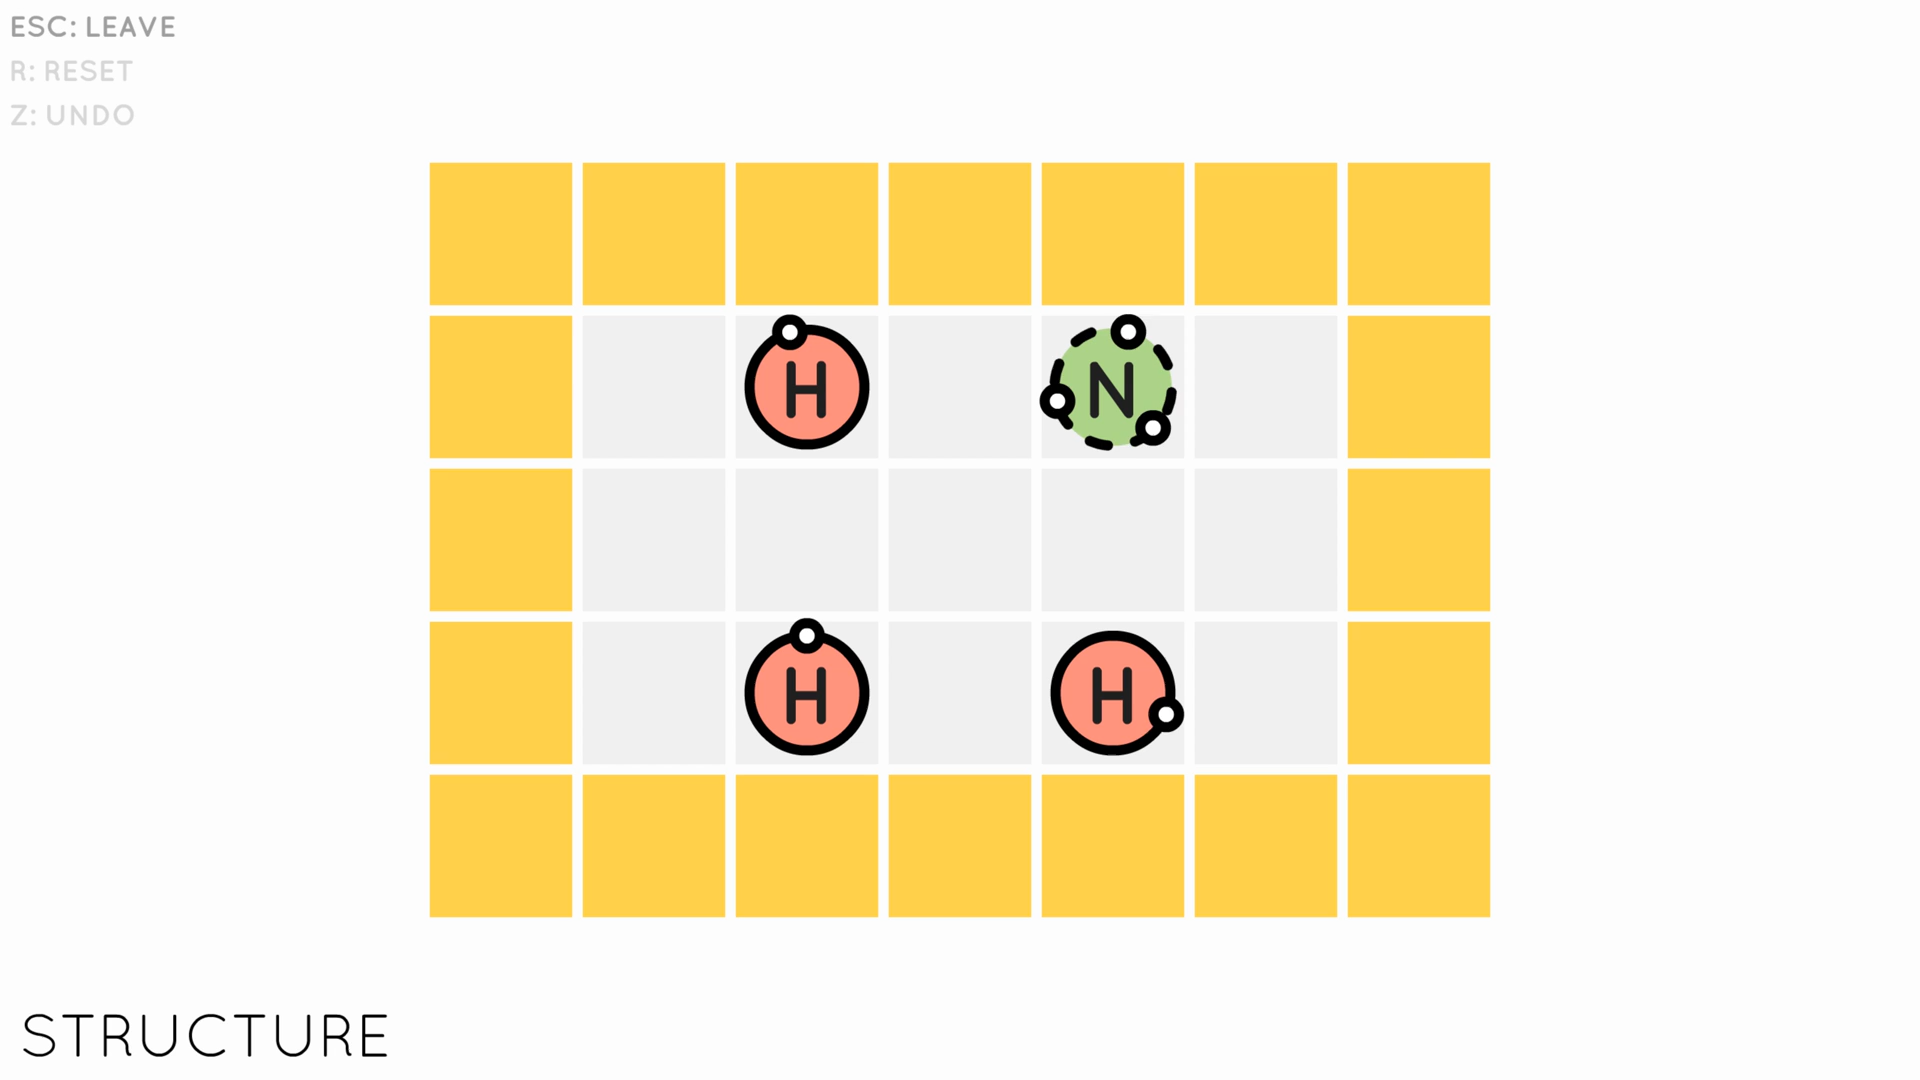 ESC: LEAVE
R: RESET
Z: UNDO
H N
H H
STRUCTURE